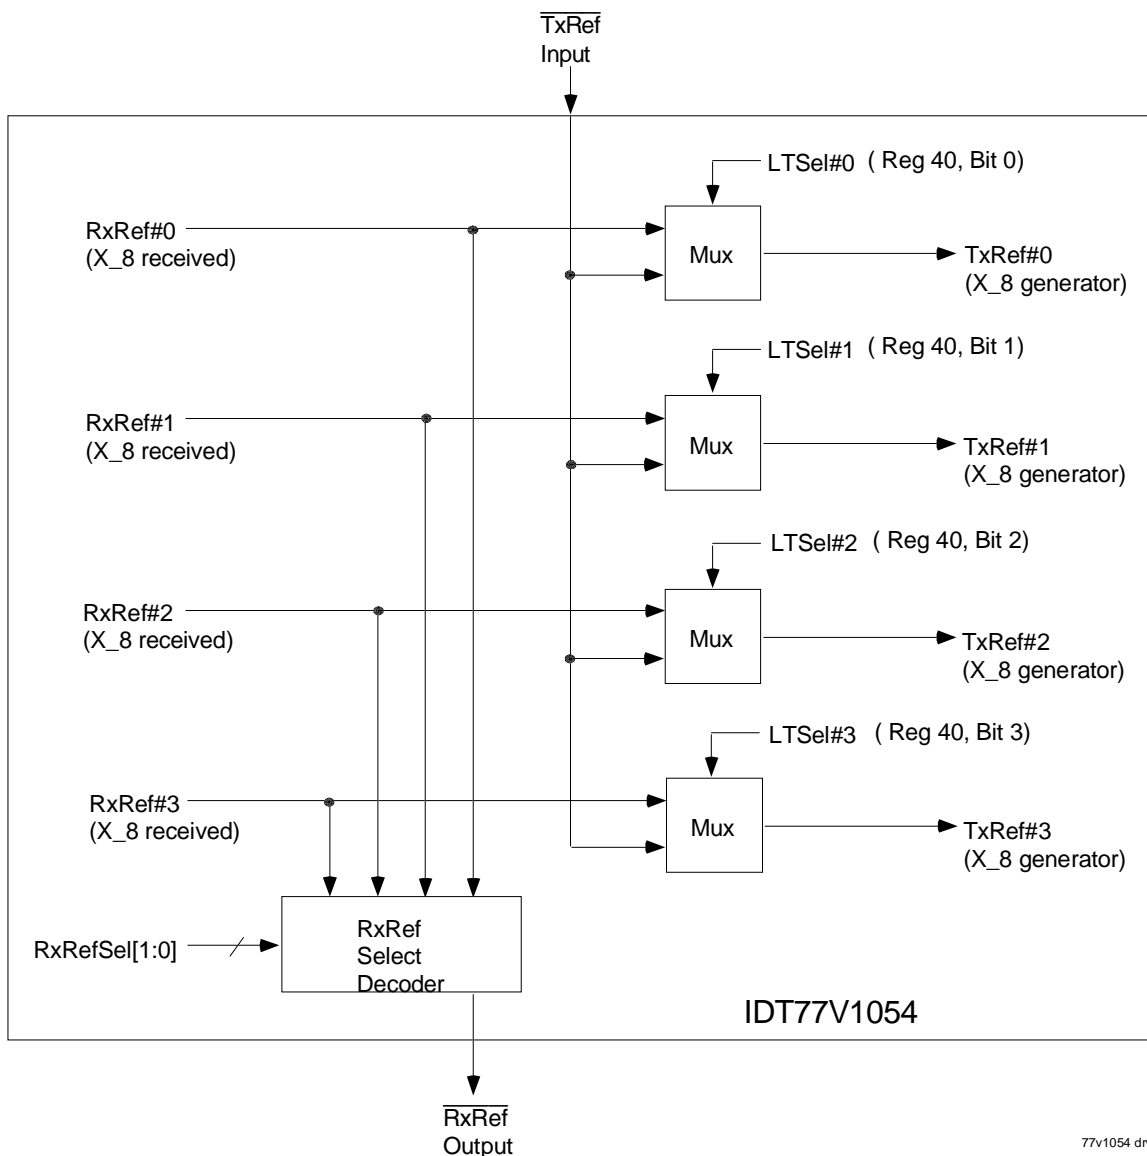 TxRef
Input
LTSel#0 ( Reg 40, Bit 0)
RxRef#0
(X_8 received)
Mux
TxRef#0
(X_8 generator)
LTSel#1 ( Reg 40, Bit 1)
RxRef#1
(X_8 received)
Mux
TxRef#1
(X_8 generator)
LTSel#2 ( Reg 40, Bit 2)
RxRef#2
(X_8 received)
Mux
TxRef#2
(X_8 generator)
LTSel#3 ( Reg 40, Bit 3)
RxRef#3
(X_8 received)
Mux
TxRef#3
(X_8 generator)
RxRefSel[1:0]
RxRef
Select
Decoder
IDT77V1054
RxRef
Output
77v1054